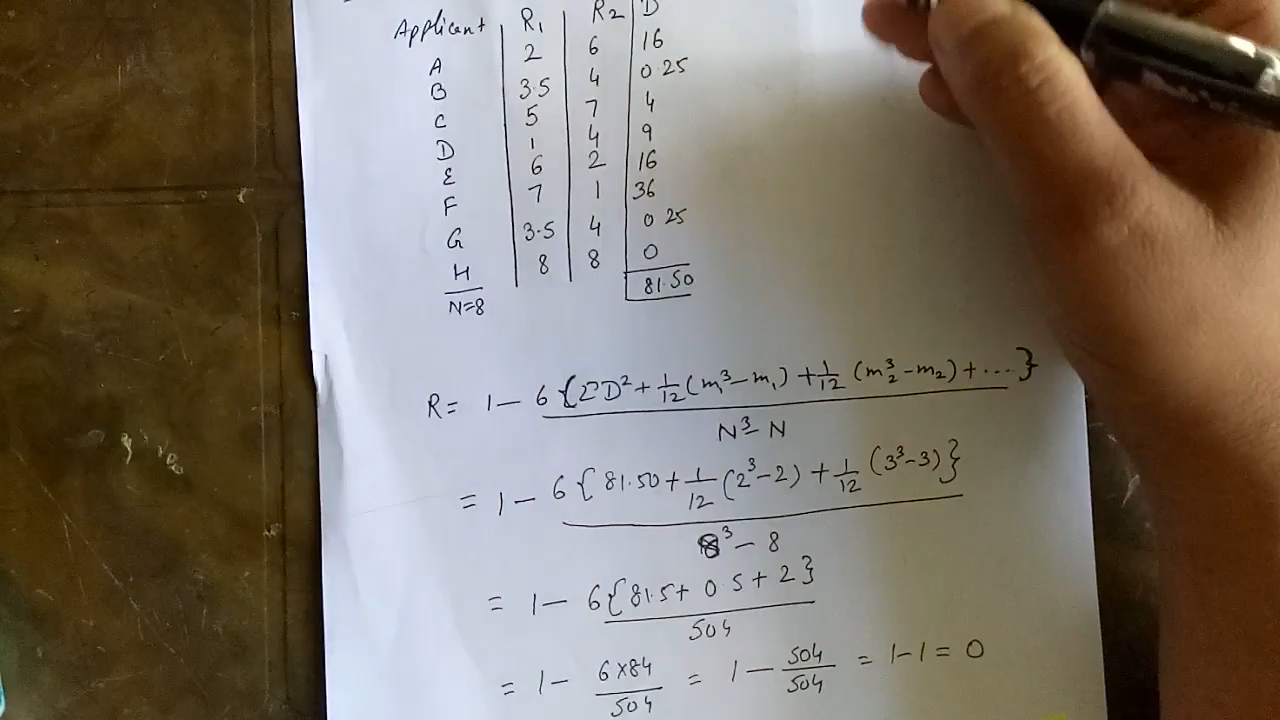 Applicant R₁ R₂ D
A 2 6 16
B 3.5 4 0.25
C 5 7 4
D 1 4 9
E 6 2 16
F 7 1 36
G 3.5 4 0.25
H 8 8 0
N=8 81.50
R= 1 - 6{ΣD²+1/12(m₁³-m₁)+1/12(m₂³-m₂)+...}/N³-N
= 1 - 6{81.50+1/12(2³-2)+1/12(3³-3)}/8³-8
= 1 - 6{81.5+0.5+2}/504
= 1 - 6×84/504 = 1 - 504/504 = 1-1 = 0